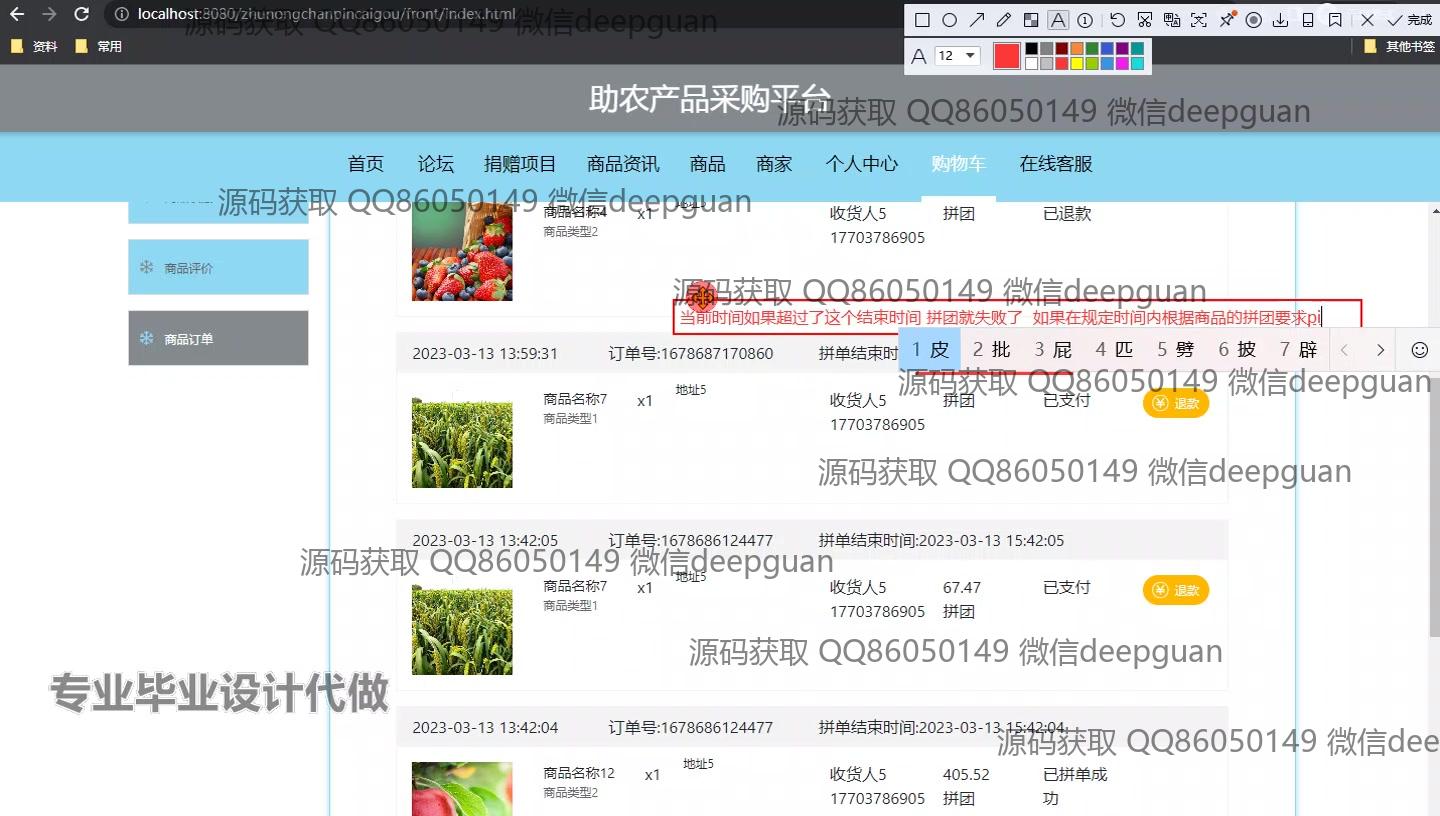 localhost:8080/zhunongchanpincaigou/front/index.html
完成
资料 常用 其他书签
12
助农产品采购平台
源码获取 QQ86050149 微信deepguan
源码获取 QQ86050149 微信deepguan
首页 论坛 捐赠项目 商品资讯 商品 商家 个人中心 购物车 在线客服
源码获取 QQ86050149 微信deepguan
商品评价
商品订单
商品名称4 x1 收货人5 拼团 已退款
商品类型2 17703786905
源码获取 QQ86050149 微信deepguan
当前时间如果超过了这个结束时间 拼团就失败了 如果在规定时间内根据商品的拼团要求pi
1 皮 2 批 3 屁 4 匹 5 劈 6 披 7 辟
2023-03-13 13:59:31 订单号:1678687170860 拼单结束时
源码获取 QQ86050149 微信deepguan
商品名称7 x1 地址5 收货人5 拼团 已支付 退款
商品类型1 17703786905
源码获取 QQ86050149 微信deepguan
2023-03-13 13:42:05 订单号:1678686124477 拼单结束时间:2023-03-13 15:42:05
源码获取 QQ86050149 微信deepguan
商品名称7 x1 地址5 收货人5 67.47 已支付 退款
商品类型1 17703786905 拼团
源码获取 QQ86050149 微信deepguan
专业毕业设计代做
2023-03-13 13:42:04 订单号:1678686124477 拼单结束时间:2023-03-13 15:42:04
源码获取 QQ86050149 微信dee
商品名称12 x1 地址5 收货人5 405.52 已拼单成
商品类型2 17703786905 拼团 功